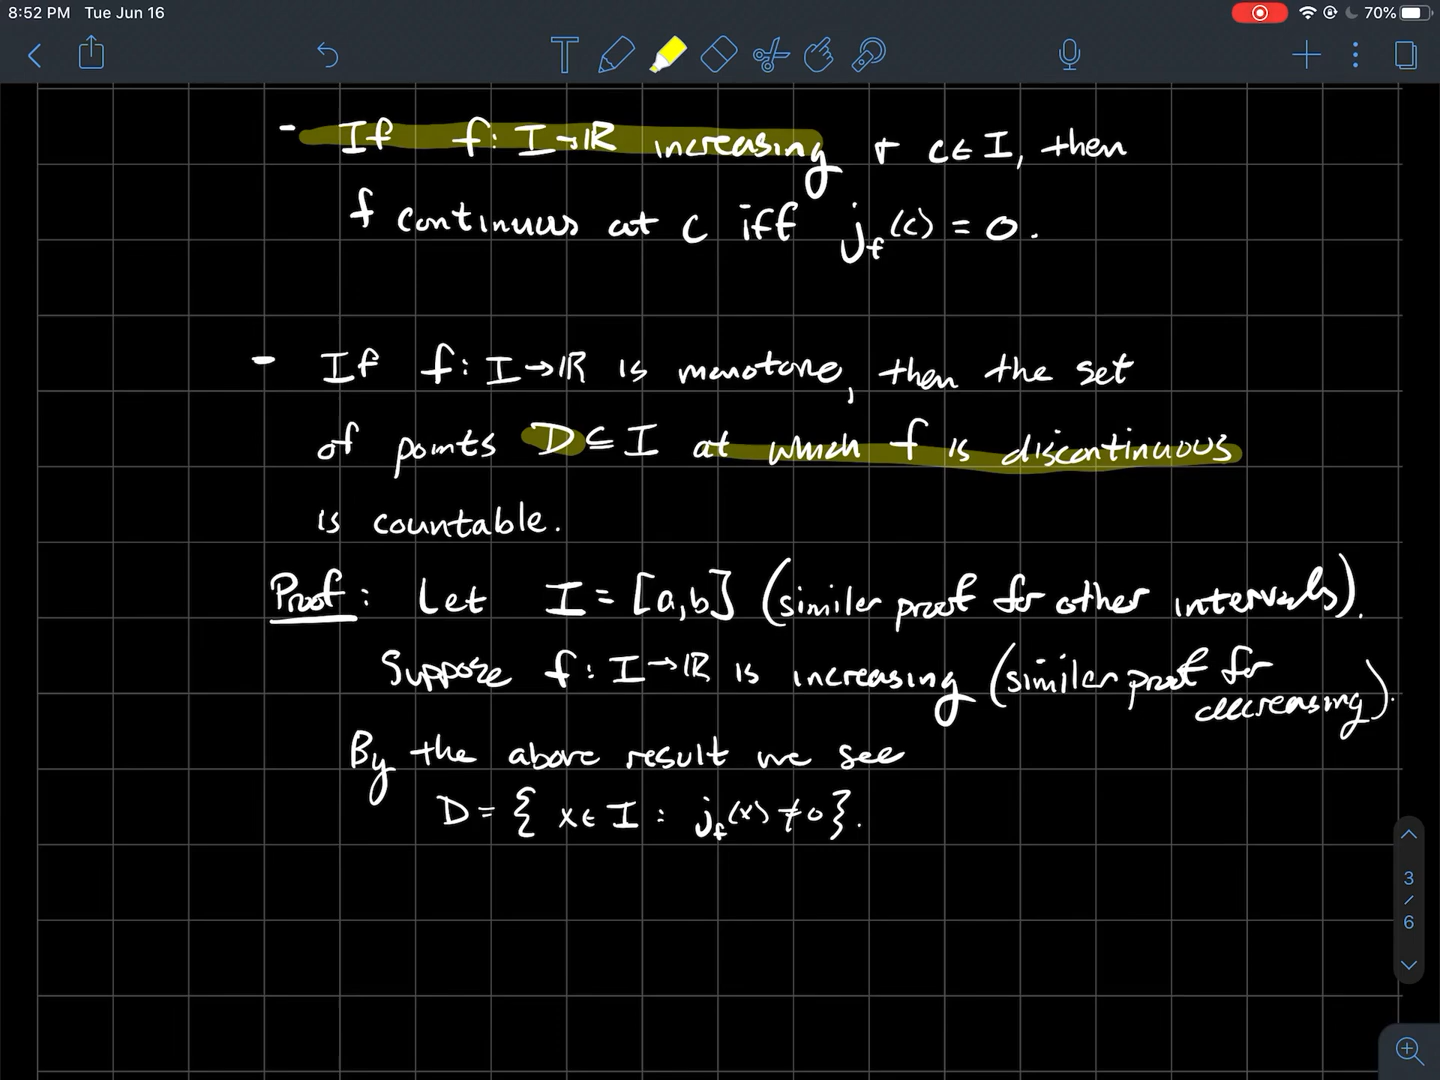 8:52 PM Tue Jun 16 70%
- If f: I→ℝ increasing + c∈I, then
f continuous at c iff j_f(c) = 0.
- If f: I→ℝ is monotone, then the set
of points D⊆I at which f is discontinuous
is countable.
Proof: Let I = [a,b] (similar proof for other intervals).
Suppose f: I→ℝ is increasing (similar proof for
decreasing).
By the above result we see
D = { x∈I : j_f(x) ≠ 0 }.
3
/
6